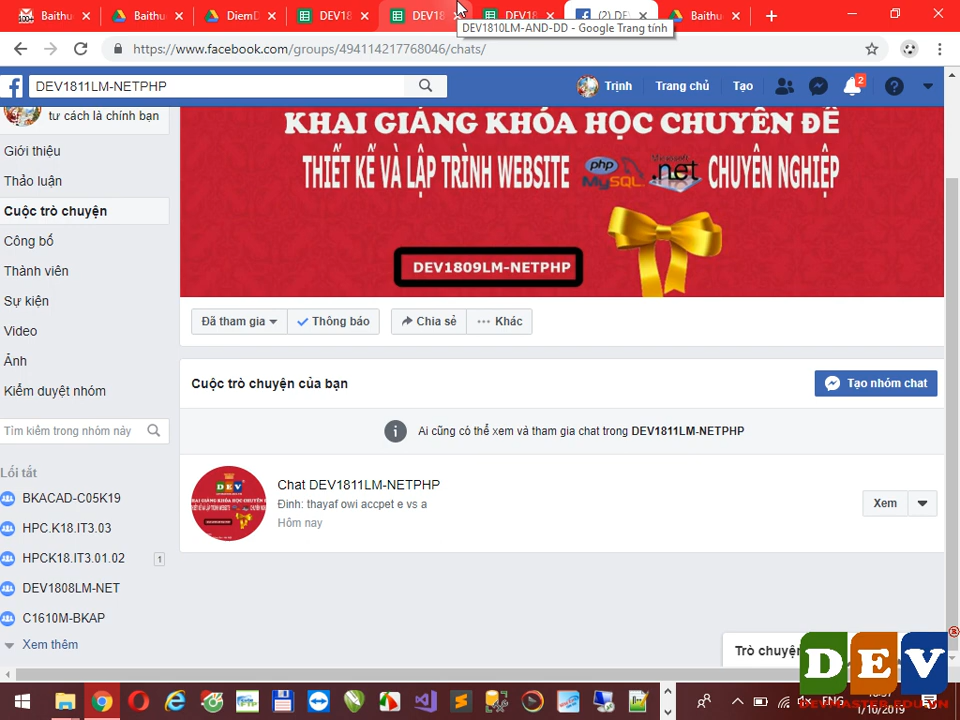 Baithu
Baithu
DiemD
DEV18
DEV18
DEV18
(2) DE
Baithu
DEV1810LM-AND-DD - Google Trang tính
https://www.facebook.com/groups/494114217768046/chats/
DEV1811LM-NETPHP
Trịnh
Trang chủ
Tạo
2
tư cách là chính bạn
Giới thiệu
Thảo luận
Cuộc trò chuyện
Công bố
Thành viên
Sự kiện
Video
Ảnh
Kiểm duyệt nhóm
Tìm kiếm trong nhóm này
Lối tắt
BKACAD-C05K19
HPC.K18.IT3.03
HPCK18.IT3.01.02
1
DEV1808LM-NET
C1610M-BKAP
Xem thêm
KHAI GIẢNG KHÓA HỌC CHUYÊN ĐỀ
THIẾT KẾ VÀ LẬP TRÌNH WEBSITE php MySQL .net CHUYÊN NGHIỆP
DEV1809LM-NETPHP
Đã tham gia
Thông báo
Chia sẻ
Khác
Cuộc trò chuyện của bạn
Tạo nhóm chat
Ai cũng có thể xem và tham gia chat trong DEV1811LM-NETPHP
Chat DEV1811LM-NETPHP
Đinh: thayaf owi accpet e vs a
Hôm nay
Xem
DEV
DEVMASTER.EDU.VN
ENG
1/10/2019